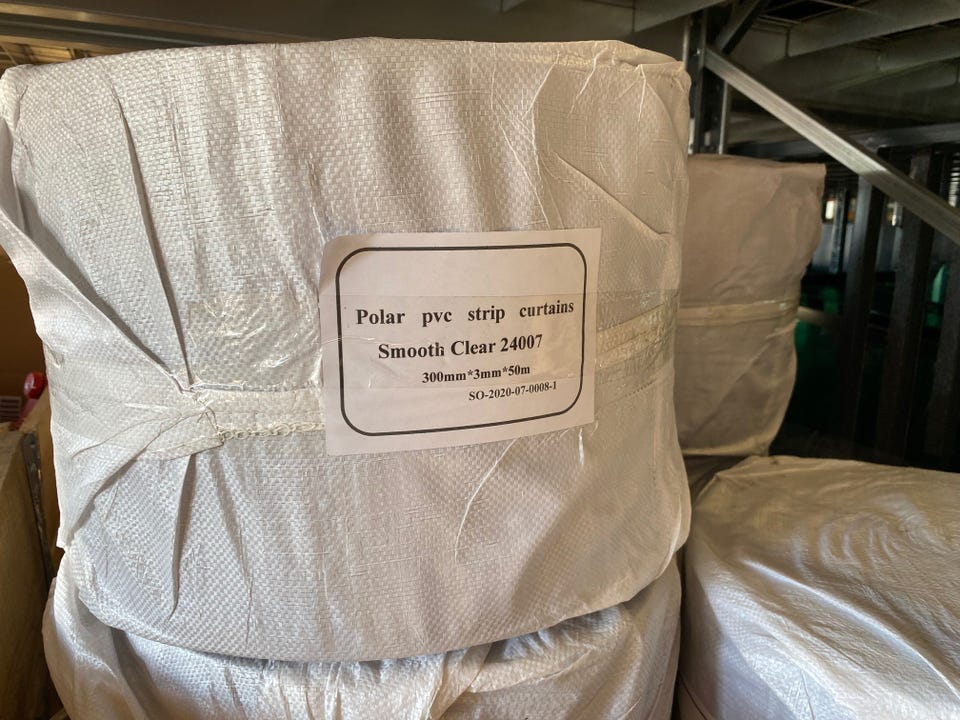 Polar pvc strip curtains
Smooth Clear 24007
300mm*3mm*50m
SO-2020-07-0008-1